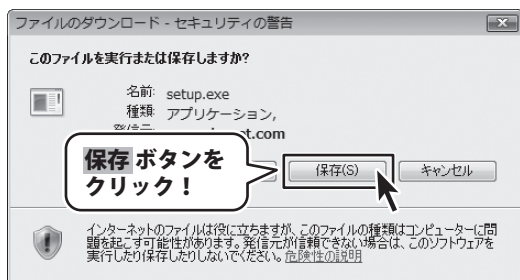 ファイルのダウンロード - セキュリティの警告
このファイルを実行または保存しますか?
名前: setup.exe
種類: アプリケーション,
発信元: t.com
保存 ボタンを
クリック！
保存(S)
キャンセル
インターネットのファイルは役に立ちますが、このファイルの種類はコンピューターに問
題を起こす可能性があります。発信元が信頼できない場合は、このソフトウェアを
実行したり保存したりしないでください。危険性の説明